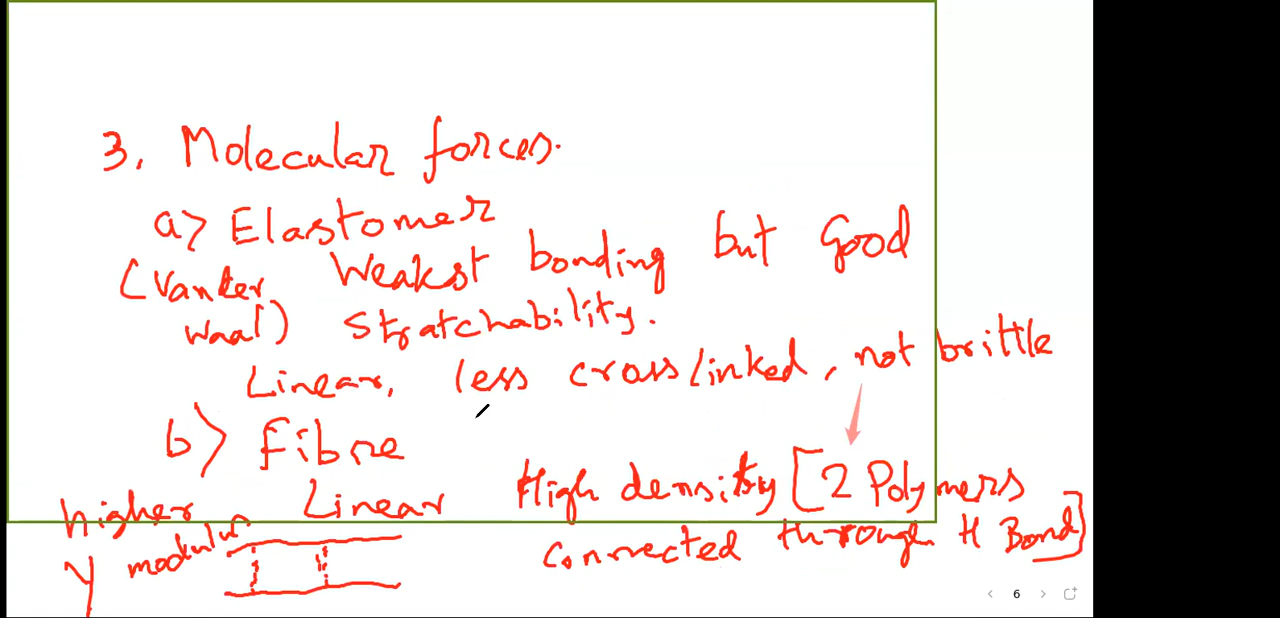 3. Molecular forces.
a) Elastomer
(Vander Weakst bonding but Good
waal) Stratchability.
Linear, less crosslinked, not brittle
b) Fibre
Linear High density [2 Polymers
connected through H Bond]
higher
Y modulus
6